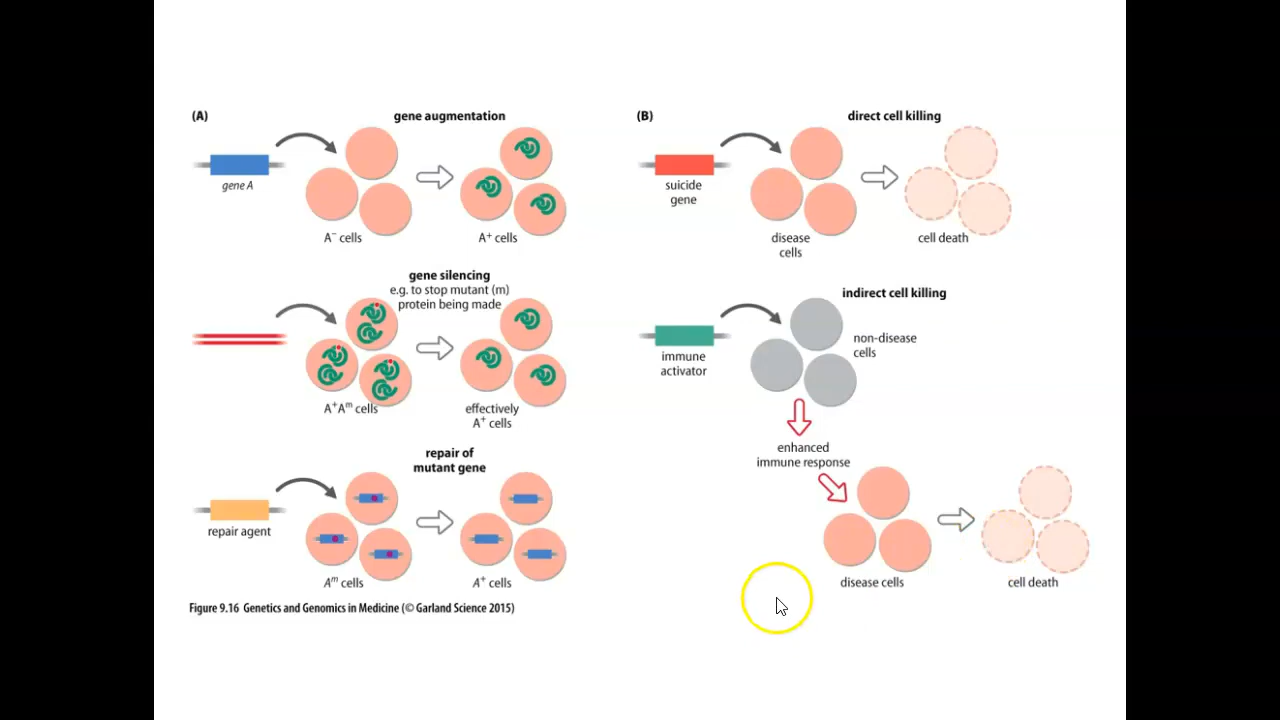 (A)
gene augmentation
gene A
A⁻ cells
A⁺ cells
gene silencing
e.g. to stop mutant (m)
protein being made
A⁺Aᵐ cells
effectively
A⁺ cells
repair of
mutant gene
repair agent
Aᵐ cells
A⁺ cells
Figure 9.16 Genetics and Genomics in Medicine (© Garland Science 2015)
(B)
direct cell killing
suicide
gene
disease
cells
cell death
indirect cell killing
immune
activator
non-disease
cells
enhanced
immune response
disease cells
cell death